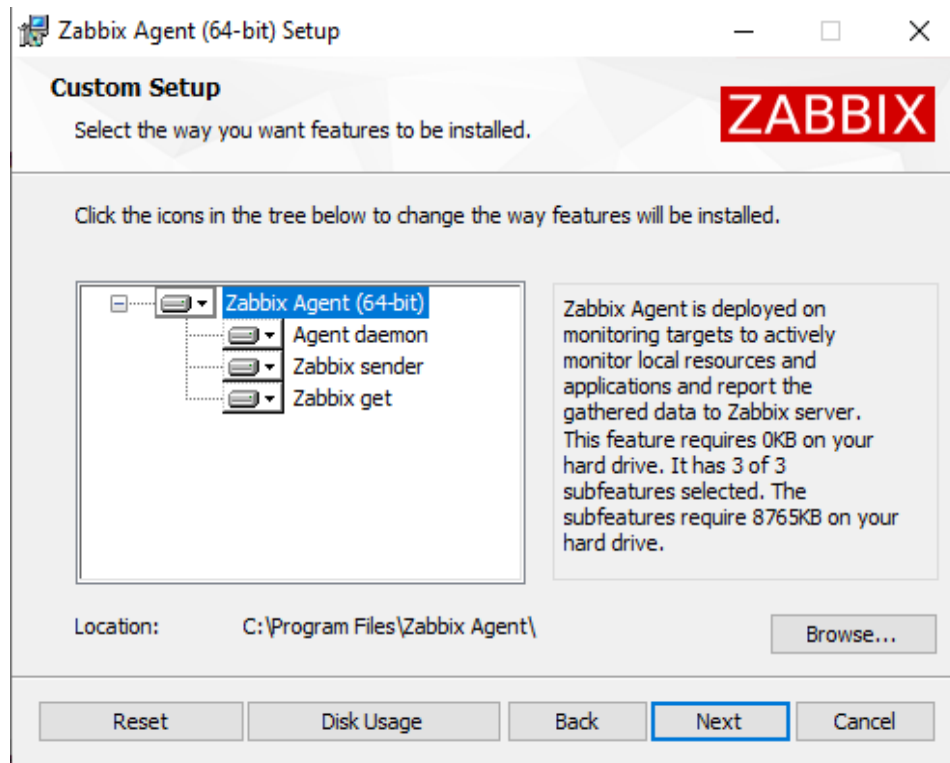 Zabbix Agent (64-bit) Setup
Custom Setup
Select the way you want features to be installed.
ZABBIX
Click the icons in the tree below to change the way features will be installed.
Zabbix Agent (64-bit)
Agent daemon
Zabbix sender
Zabbix get
Zabbix Agent is deployed on
monitoring targets to actively
monitor local resources and
applications and report the
gathered data to Zabbix server.
This feature requires 0KB on your
hard drive. It has 3 of 3
subfeatures selected. The
subfeatures require 8765KB on your
hard drive.
Location: C:\Program Files\Zabbix Agent\
Browse...
Reset Disk Usage Back Next Cancel